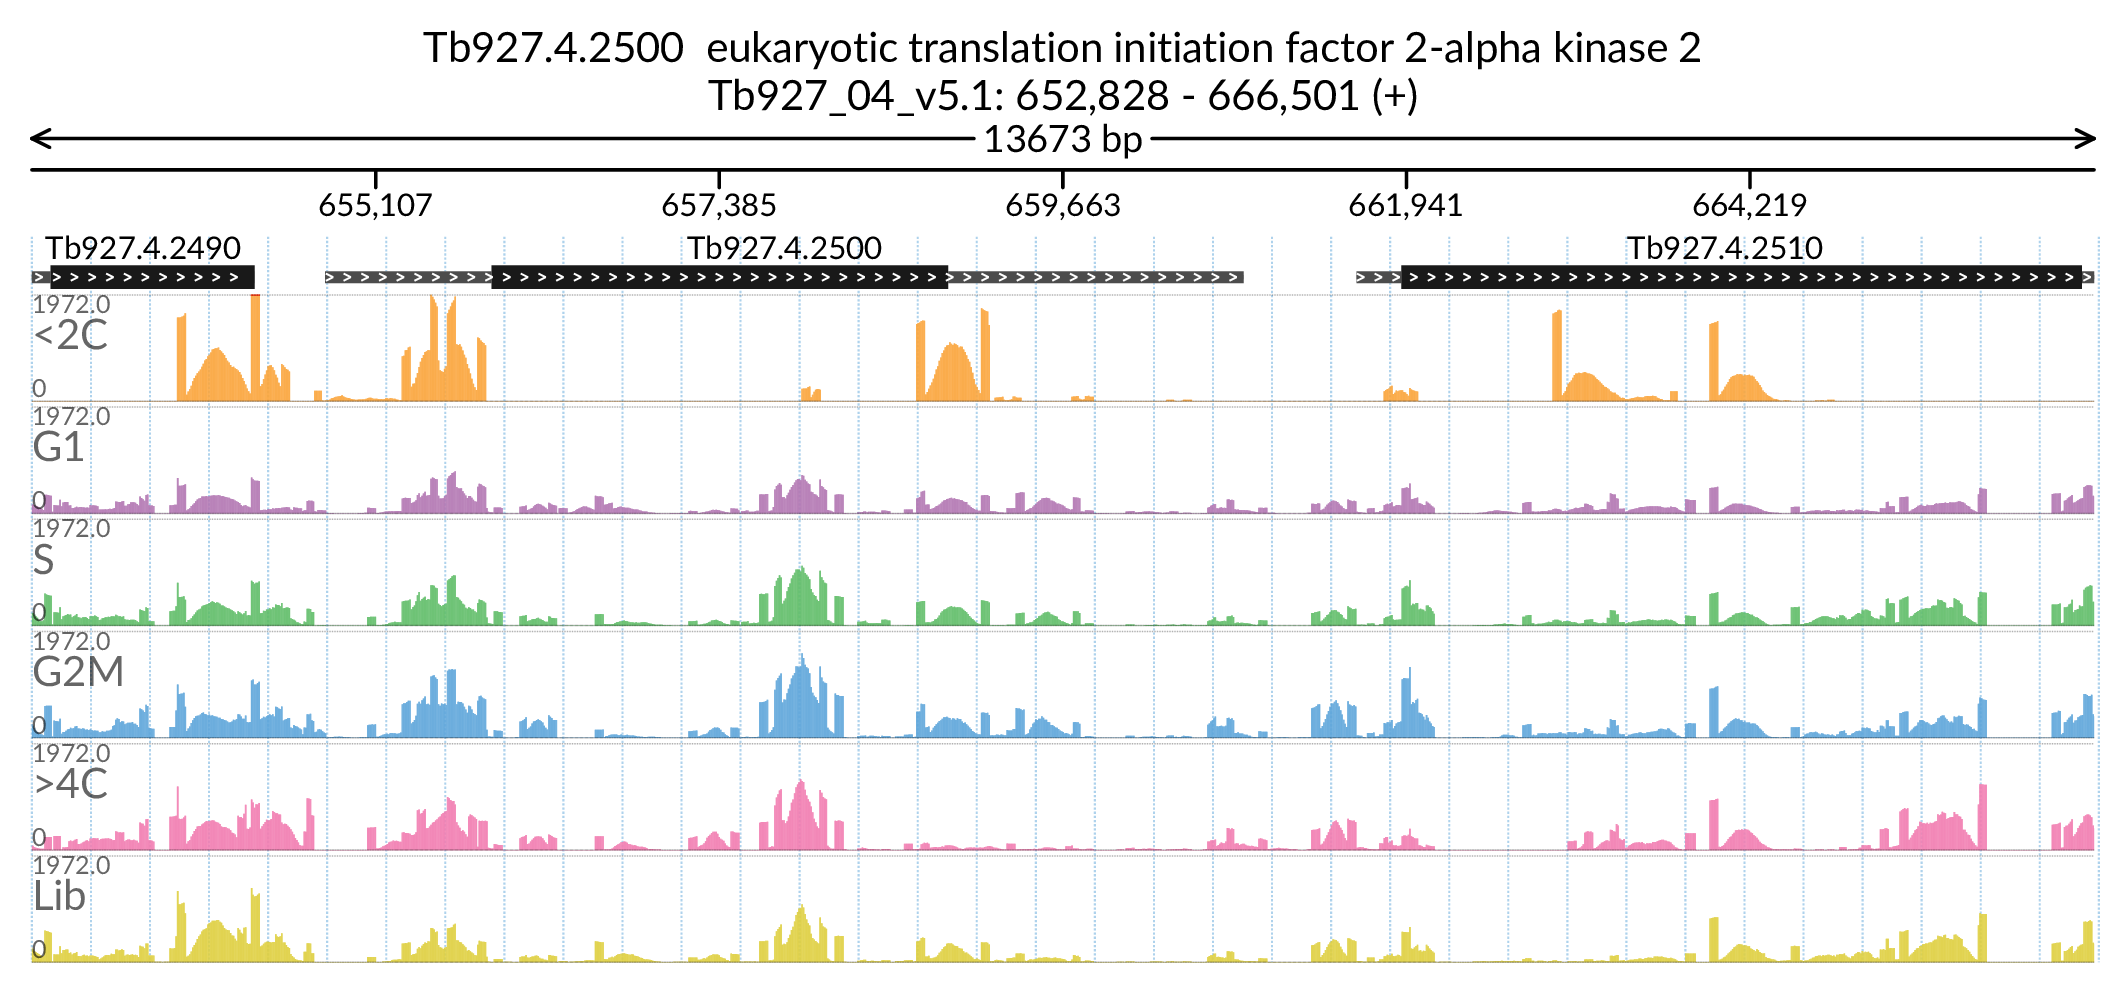 Tb927.4.2500 eukaryotic translation initiation factor 2-alpha kinase 2
Tb927_04_v5.1: 652,828 - 666,501 (+)
13673 bp
655,107 657,385 659,663 661,941 664,219
Tb927.4.2490 Tb927.4.2500 Tb927.4.2510
1972.0
<2C
0
1972.0
G1
0
1972.0
S
0
1972.0
G2M
0
1972.0
>4C
0
1972.0
Lib
0